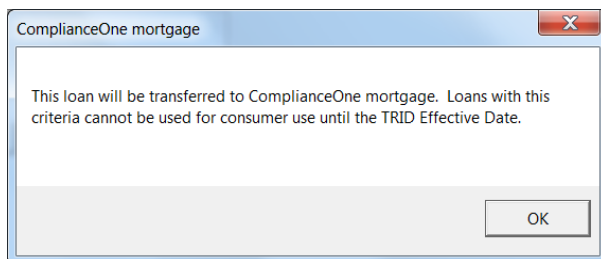 ComplianceOne mortgage
This loan will be transferred to ComplianceOne mortgage.  Loans with this
criteria cannot be used for consumer use until the TRID Effective Date.
OK